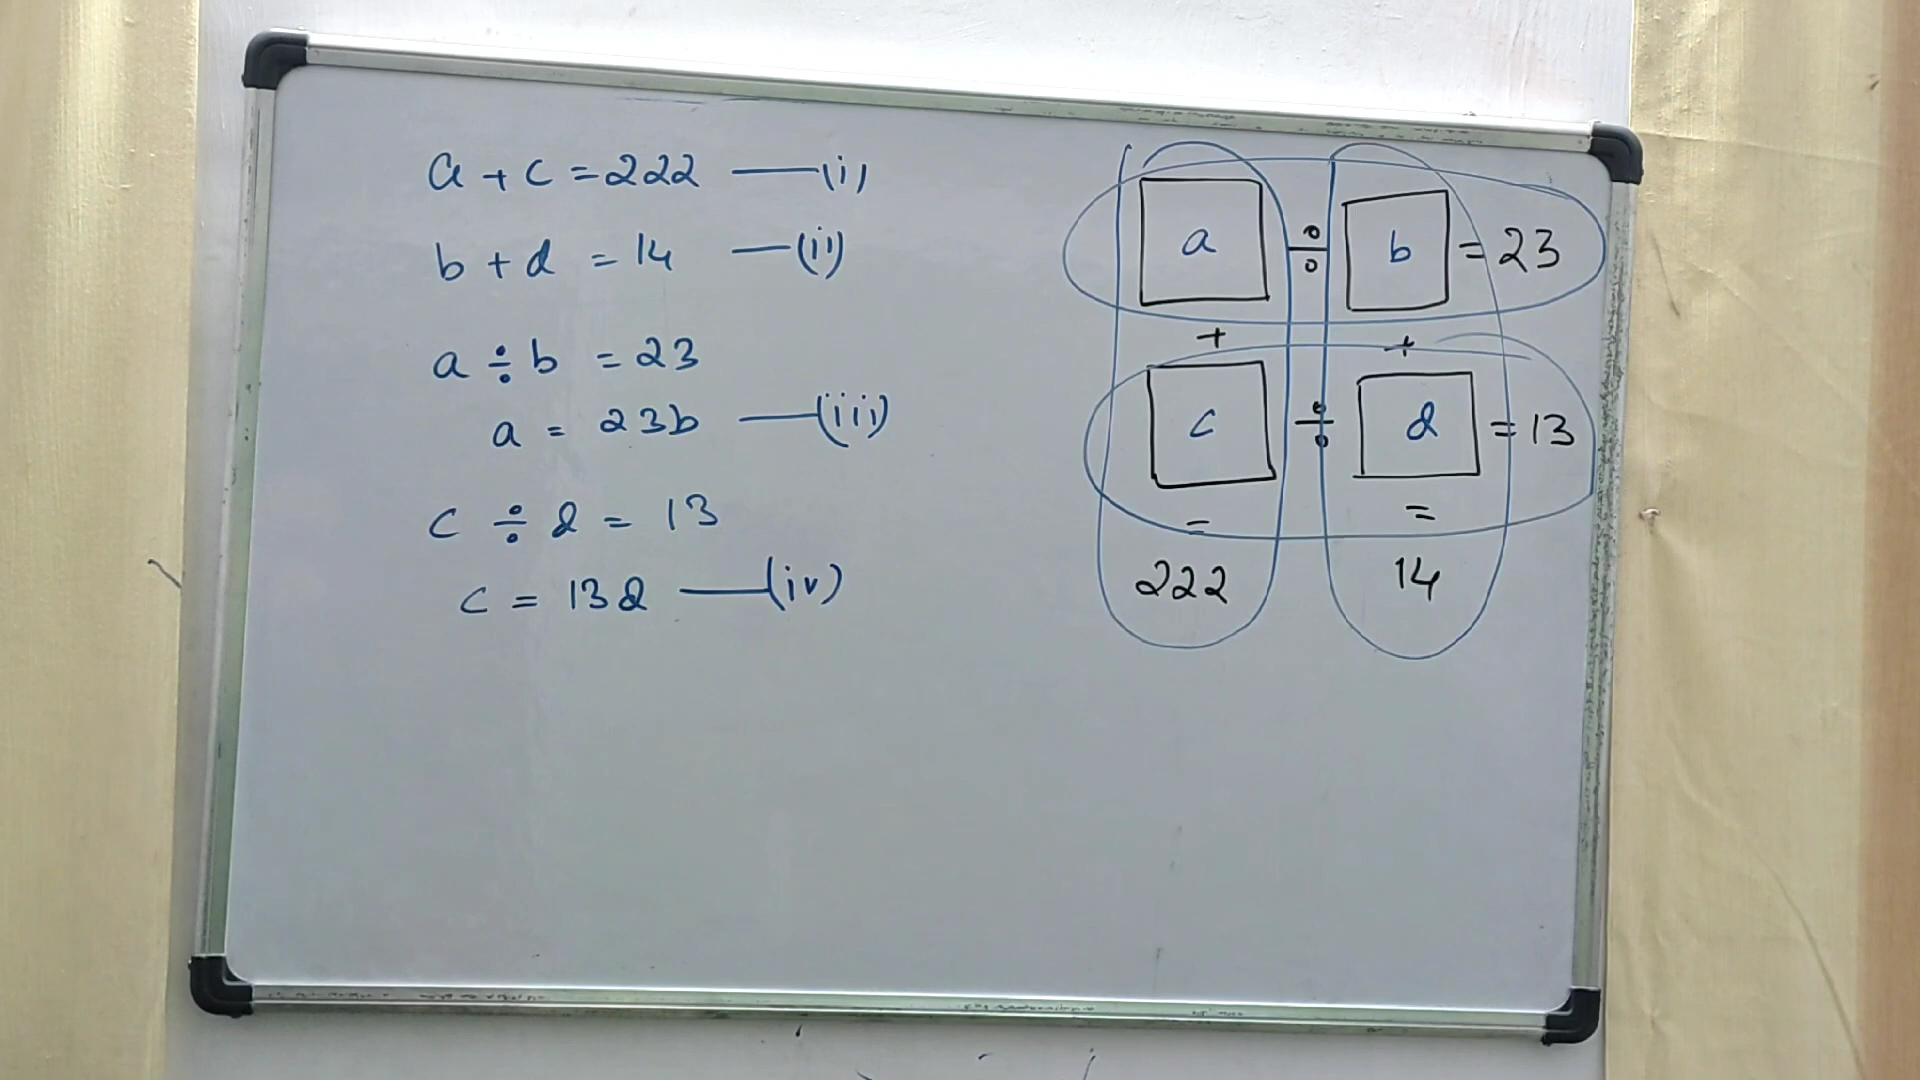 a + c = 222 —(i)
b + d = 14 —(ii)
a ÷ b = 23
a = 23b —(iii)
c ÷ d = 13
c = 13d —(iv)
a ÷ b = 23
+ +
c ÷ d = 13
= =
222 14